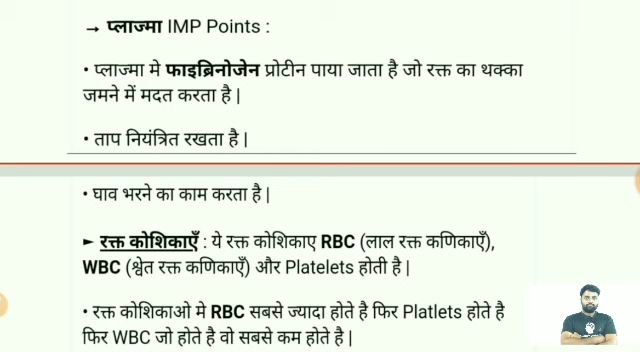 → प्लाज्मा IMP Points :
• प्लाज्मा मे फाइब्रिनोजेन प्रोटीन पाया जाता है जो रक्त का थक्का
जमने में मदत करता है |
• ताप नियंत्रित रखता है |
• घाव भरने का काम करता है |
► रक्त कोशिकाएँ : ये रक्त कोशिकाए RBC (लाल रक्त कणिकाएँ),
WBC (श्वेत रक्त कणिकाएँ) और Platelets होती है |
• रक्त कोशिकाओ मे RBC सबसे ज्यादा होते है फिर Platlets होते है
फिर WBC जो होते है वो सबसे कम होते है |